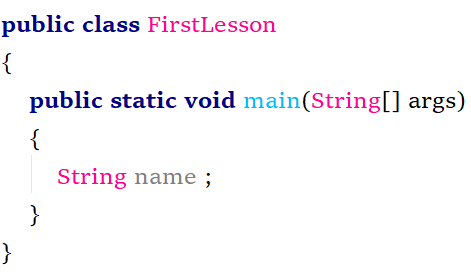 public class FirstLesson
{
public static void main(String[] args)
{
String name ;
}
}